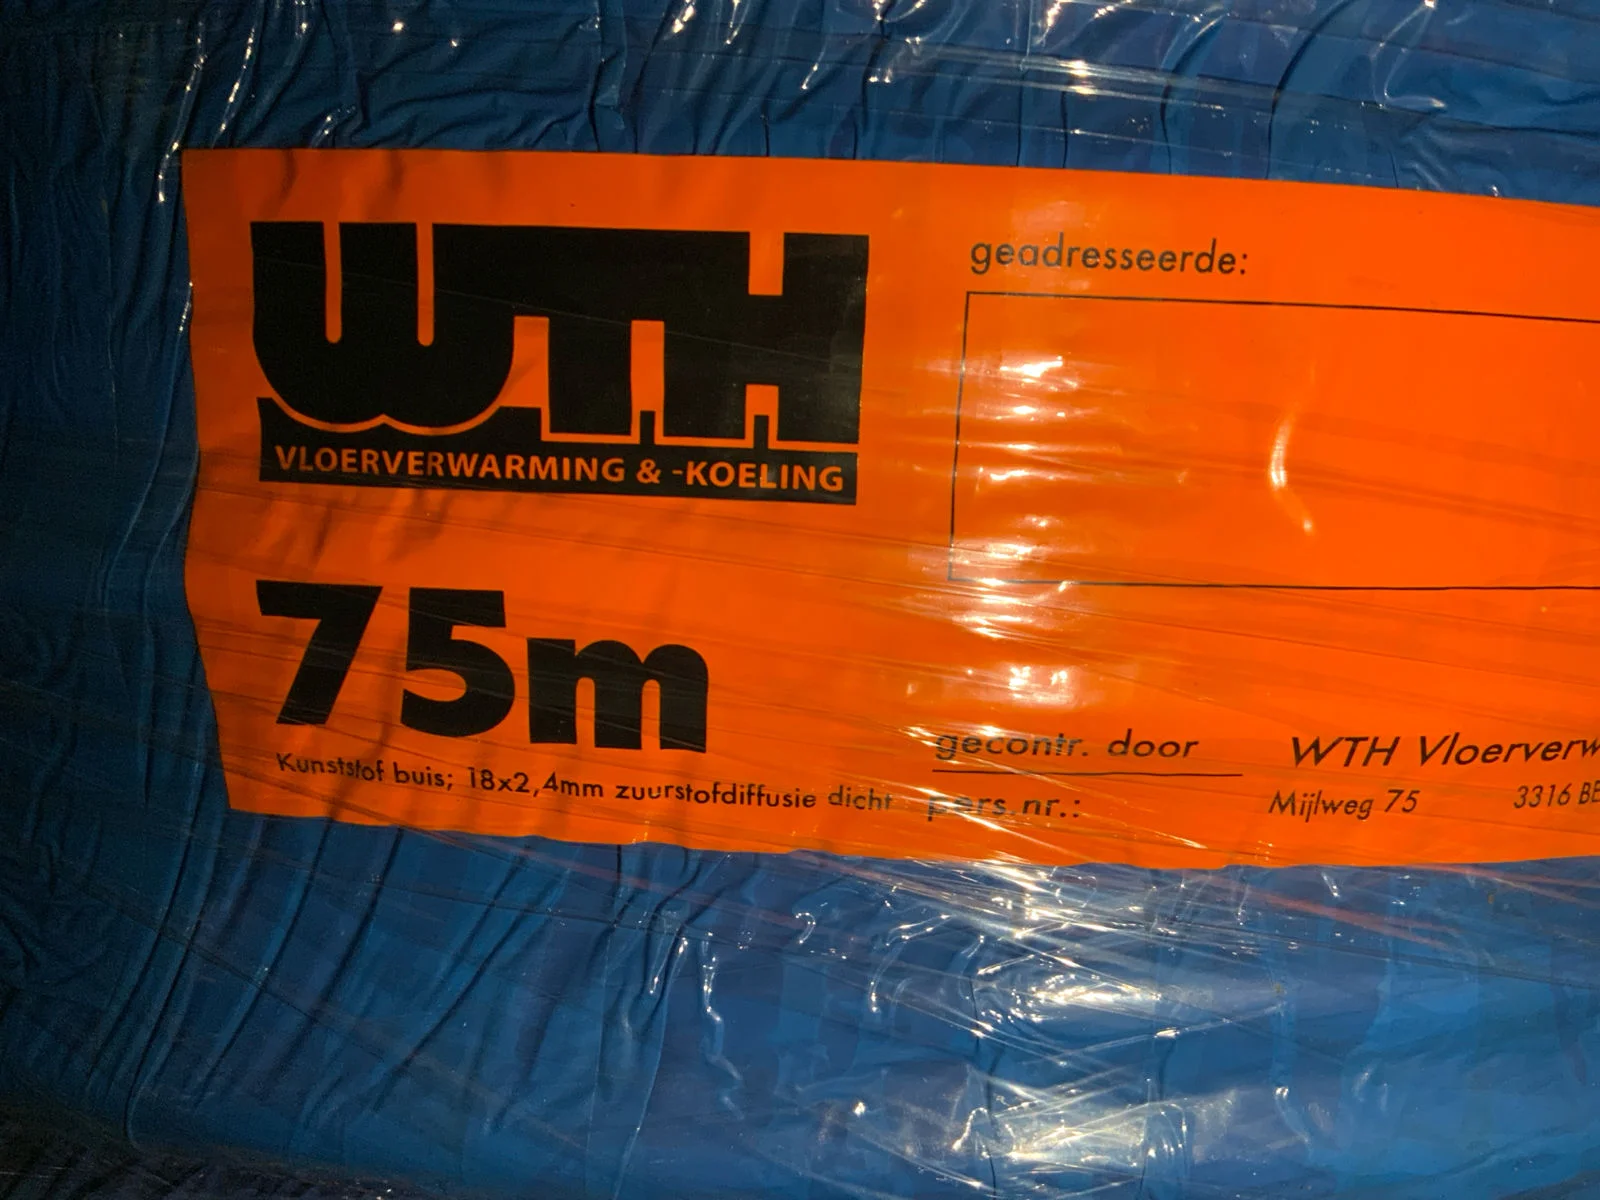 WTH
VLOERVERWARMING & -KOELING
75m
Kunststof buis; 18x2,4mm zuurstofdiffusie dicht
geadresseerde:
gecontr. door
pers.nr.:
WTH Vloerverw
Mijlweg 75 3316 BE